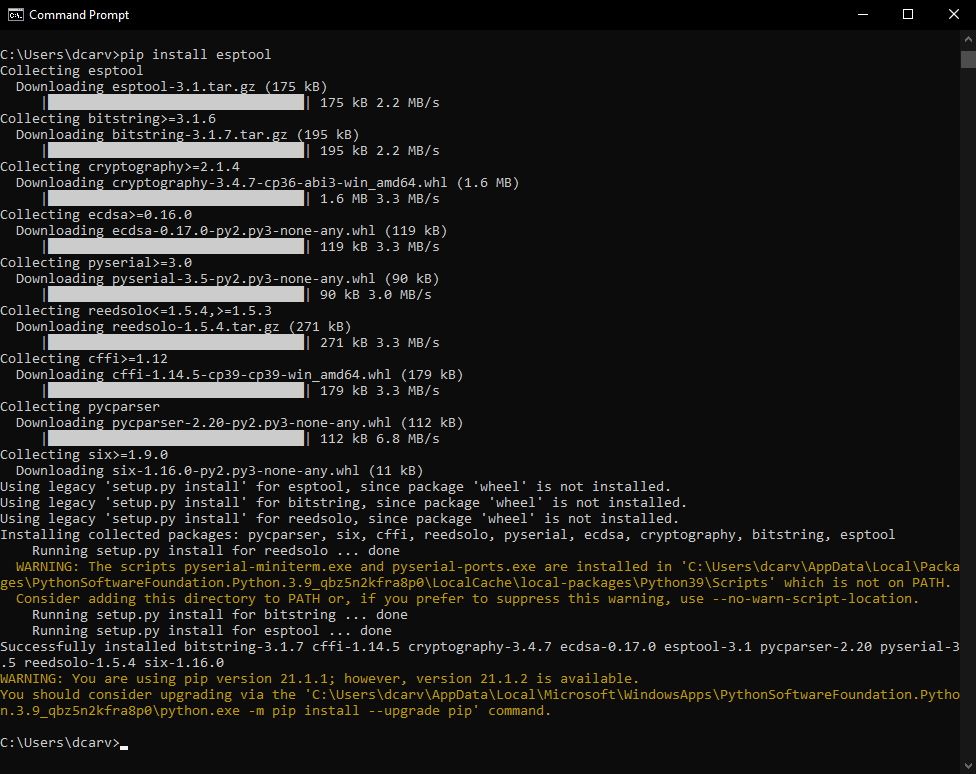 Command Prompt
C:\Users\dcarv>pip install esptool
Collecting esptool
  Downloading esptool-3.1.tar.gz (175 kB)
     |████████████████████████████████| 175 kB 2.2 MB/s
Collecting bitstring>=3.1.6
  Downloading bitstring-3.1.7.tar.gz (195 kB)
     |████████████████████████████████| 195 kB 2.2 MB/s
Collecting cryptography>=2.1.4
  Downloading cryptography-3.4.7-cp36-abi3-win_amd64.whl (1.6 MB)
     |████████████████████████████████| 1.6 MB 3.3 MB/s
Collecting ecdsa>=0.16.0
  Downloading ecdsa-0.17.0-py2.py3-none-any.whl (119 kB)
     |████████████████████████████████| 119 kB 3.3 MB/s
Collecting pyserial>=3.0
  Downloading pyserial-3.5-py2.py3-none-any.whl (90 kB)
     |████████████████████████████████| 90 kB 3.0 MB/s
Collecting reedsolo<=1.5.4,>=1.5.3
  Downloading reedsolo-1.5.4.tar.gz (271 kB)
     |████████████████████████████████| 271 kB 3.3 MB/s
Collecting cffi>=1.12
  Downloading cffi-1.14.5-cp39-cp39-win_amd64.whl (179 kB)
     |████████████████████████████████| 179 kB 3.3 MB/s
Collecting pycparser
  Downloading pycparser-2.20-py2.py3-none-any.whl (112 kB)
     |████████████████████████████████| 112 kB 6.8 MB/s
Collecting six>=1.9.0
  Downloading six-1.16.0-py2.py3-none-any.whl (11 kB)
Using legacy 'setup.py install' for esptool, since package 'wheel' is not installed.
Using legacy 'setup.py install' for bitstring, since package 'wheel' is not installed.
Using legacy 'setup.py install' for reedsolo, since package 'wheel' is not installed.
Installing collected packages: pycparser, six, cffi, reedsolo, pyserial, ecdsa, cryptography, bitstring, esptool
    Running setup.py install for reedsolo ... done
  WARNING: The scripts pyserial-miniterm.exe and pyserial-ports.exe are installed in 'C:\Users\dcarv\AppData\Local\Packa
ges\PythonSoftwareFoundation.Python.3.9_qbz5n2kfra8p0\LocalCache\local-packages\Python39\Scripts' which is not on PATH.
  Consider adding this directory to PATH or, if you prefer to suppress this warning, use --no-warn-script-location.
    Running setup.py install for bitstring ... done
    Running setup.py install for esptool ... done
Successfully installed bitstring-3.1.7 cffi-1.14.5 cryptography-3.4.7 ecdsa-0.17.0 esptool-3.1 pycparser-2.20 pyserial-3
.5 reedsolo-1.5.4 six-1.16.0
WARNING: You are using pip version 21.1.1; however, version 21.1.2 is available.
You should consider upgrading via the 'C:\Users\dcarv\AppData\Local\Microsoft\WindowsApps\PythonSoftwareFoundation.Pytho
n.3.9_qbz5n2kfra8p0\python.exe -m pip install --upgrade pip' command.
C:\Users\dcarv>